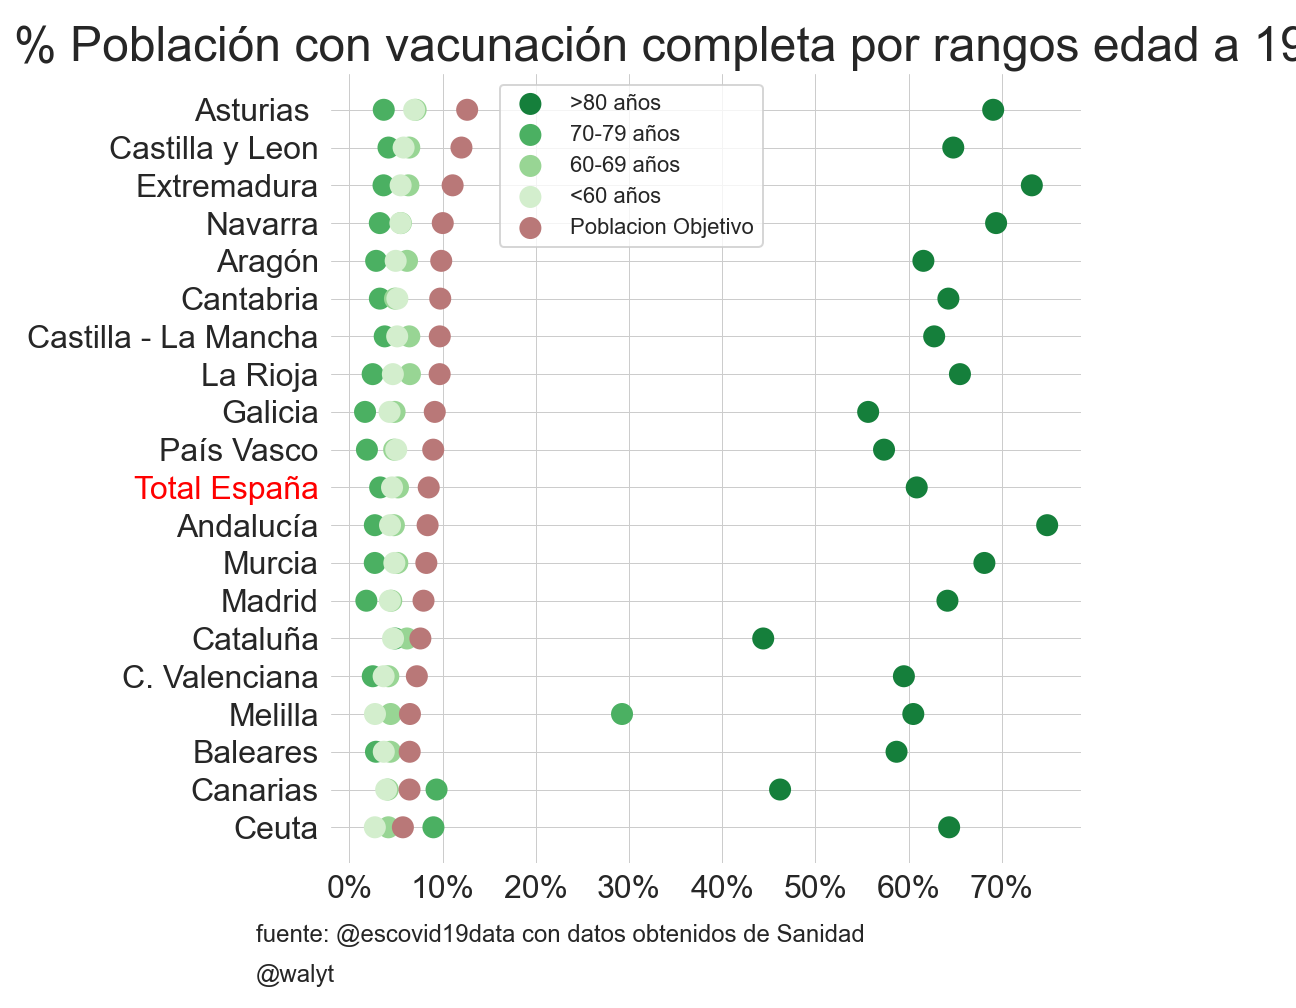 % Población con vacunación completa por rangos edad a 19
Asturias
Castilla y Leon
Extremadura
Navarra
Aragón
Cantabria
Castilla - La Mancha
La Rioja
Galicia
País Vasco
Total España
Andalucía
Murcia
Madrid
Cataluña
C. Valenciana
Melilla
Baleares
Canarias
Ceuta
>80 años
70-79 años
60-69 años
<60 años
Poblacion Objetivo
0% 10% 20% 30% 40% 50% 60% 70%
fuente: @escovid19data con datos obtenidos de Sanidad
@walyt